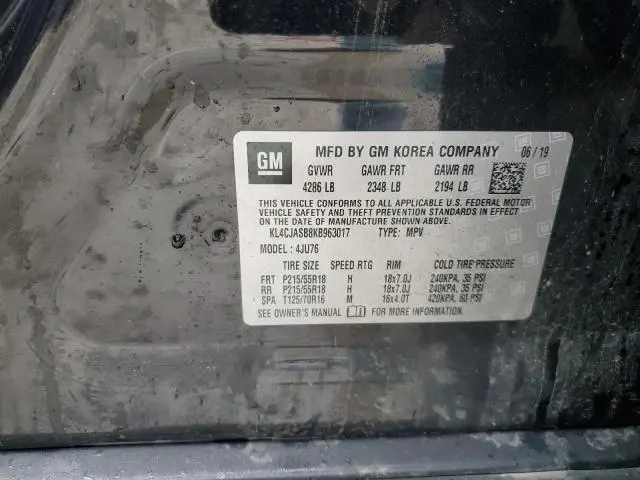 GM
MFD BY GM KOREA COMPANY 06/19
GVWR GAWR FRT GAWR RR
4286 LB 2348 LB 2194 LB
THIS VEHICLE CONFORMS TO ALL APPLICABLE U.S. FEDERAL MOTOR
VEHICLE SAFETY AND THEFT PREVENTION STANDARDS IN EFFECT
ON THE DATE OF MANUFACTURE SHOWN ABOVE.
KL4CJASB8KB963017 TYPE: MPV
MODEL: 4JU76
TIRE SIZE SPEED RTG RIM COLD TIRE PRESSURE
FRT P215/55R18 H 18x7.0J 240KPA, 35 PSI
RR P215/55R18 H 18x7.0J 240KPA, 35 PSI
SPA T125/70R16 M 16x4.0T 420KPA, 60 PSI
SEE OWNER'S MANUAL FOR MORE INFORMATION.